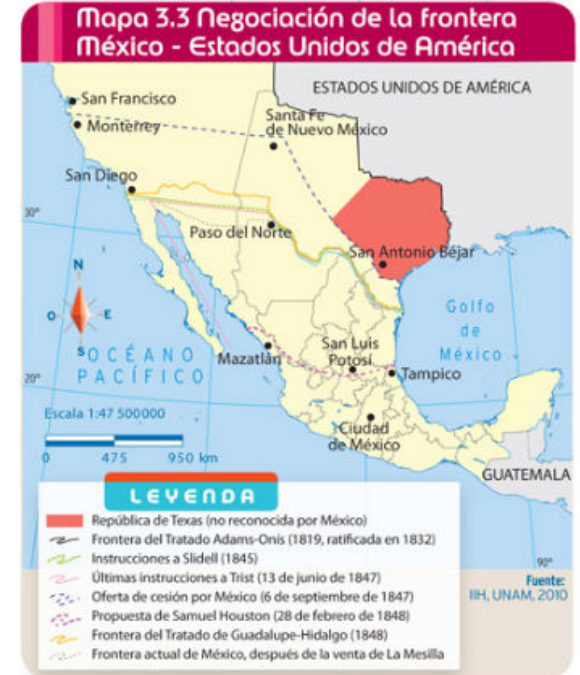 Mapa 3.3 Negociación de la frontera
México - Estados Unidos de América
ESTADOS UNIDOS DE AMÉRICA
San Francisco
Monterrey
Santa Fe
de Nuevo México
San Diego
30°
Paso del Norte
San Antonio Béjar
N
O
E
S
Golfo
de
México
OCÉANO
PACÍFICO
Mazatlán
San Luis
Potosí
Tampico
20°
Escala 1:47 500000
0 475 950 km
Ciudad
de México
GUATEMALA
LEYENDA
República de Texas (no reconocida por México)
Frontera del Tratado Adams-Onis (1819, ratificada en 1832)
Instrucciones a Slidell (1845)
Últimas instrucciones a Trist (13 de junio de 1847)
Oferta de cesión por México (6 de septiembre de 1847)
Propuesta de Samuel Houston (28 de febrero de 1848)
Frontera del Tratado de Guadalupe-Hidalgo (1848)
Frontera actual de México, después de la venta de La Mesilla
90°
Fuente:
IIH, UNAM, 2010